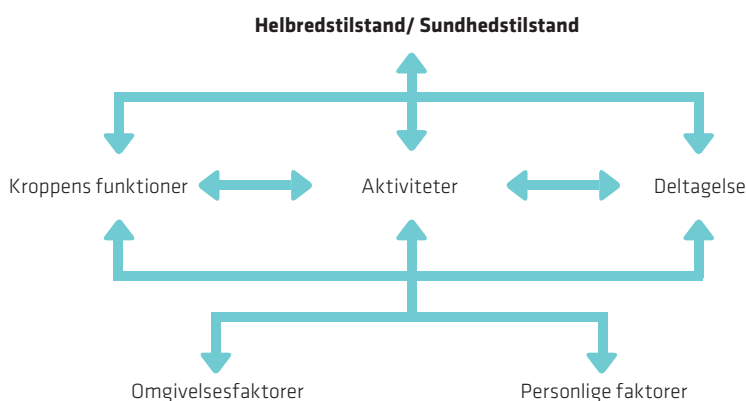 Helbredstilstand/ Sundhedstilstand
Kroppens funktioner
Aktiviteter
Deltagelse
Omgivelsesfaktorer
Personlige faktorer